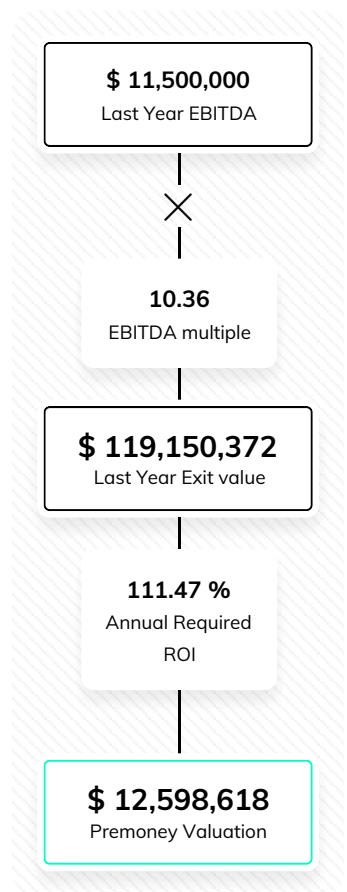 $ 11,500,000
Last Year EBITDA
10.36
EBITDA multiple
$ 119,150,372
Last Year Exit value
111.47 %
Annual Required
ROI
$ 12,598,618
Premoney Valuation